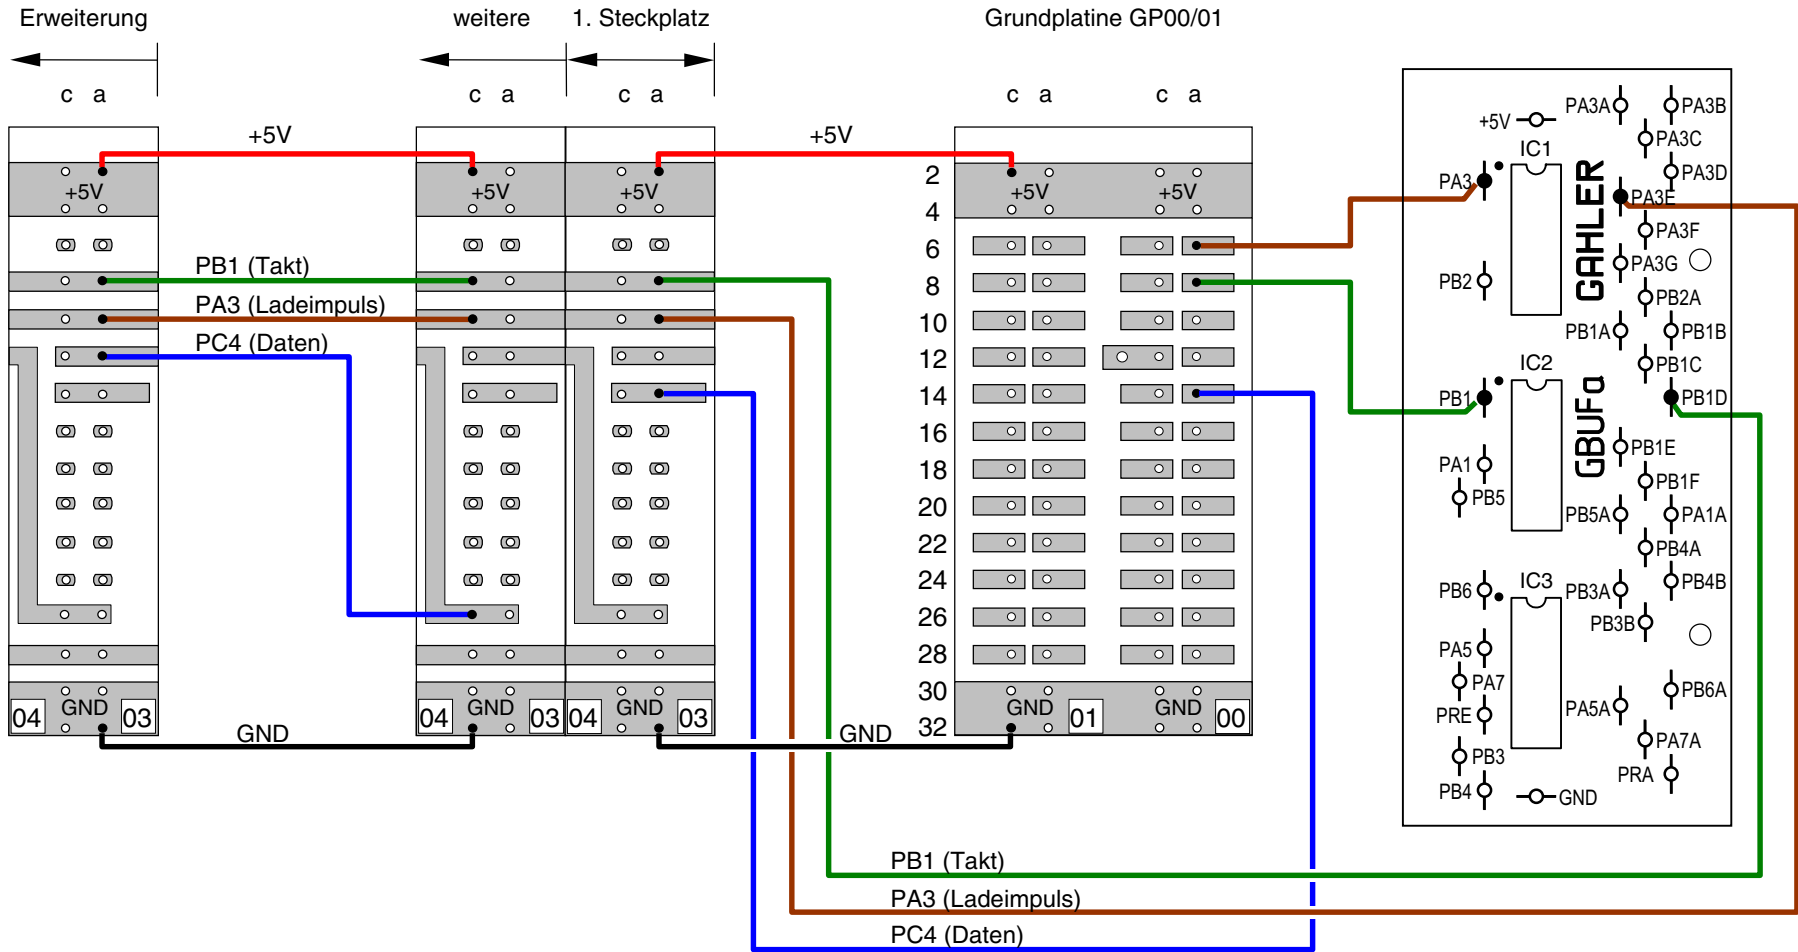 Erweiterung
weitere
1. Steckplatz
Grundplatine GP00/01
c a
c a
c a
c a
c a
+5V
+5V
+5V
+5V
+5V
+5V
+5V
PB1 (Takt)
PA3 (Ladeimpuls)
PC4 (Daten)
2
4
6
8
10
12
14
16
18
20
22
24
26
28
30
32
04
GND
03
GND
04
GND
03
04
GND
03
GND
GND
01
GND
00
PB1 (Takt)
PA3 (Ladeimpuls)
PC4 (Daten)
+5V
IC1
PA3
PB2
IC2
PB1
PA1
PB5
PB6
IC3
PA5
PA7
PRE
PB3
PB4
GND
GAHLER
GBUFa
PA3A
PA3B
PA3C
PA3D
PA3E
PA3F
PA3G
PB2A
PB1A
PB1B
PB1C
PB1D
PB1E
PB1F
PB5A
PA1A
PB4A
PB3A
PB4B
PB3B
PB6A
PA5A
PA7A
PRA